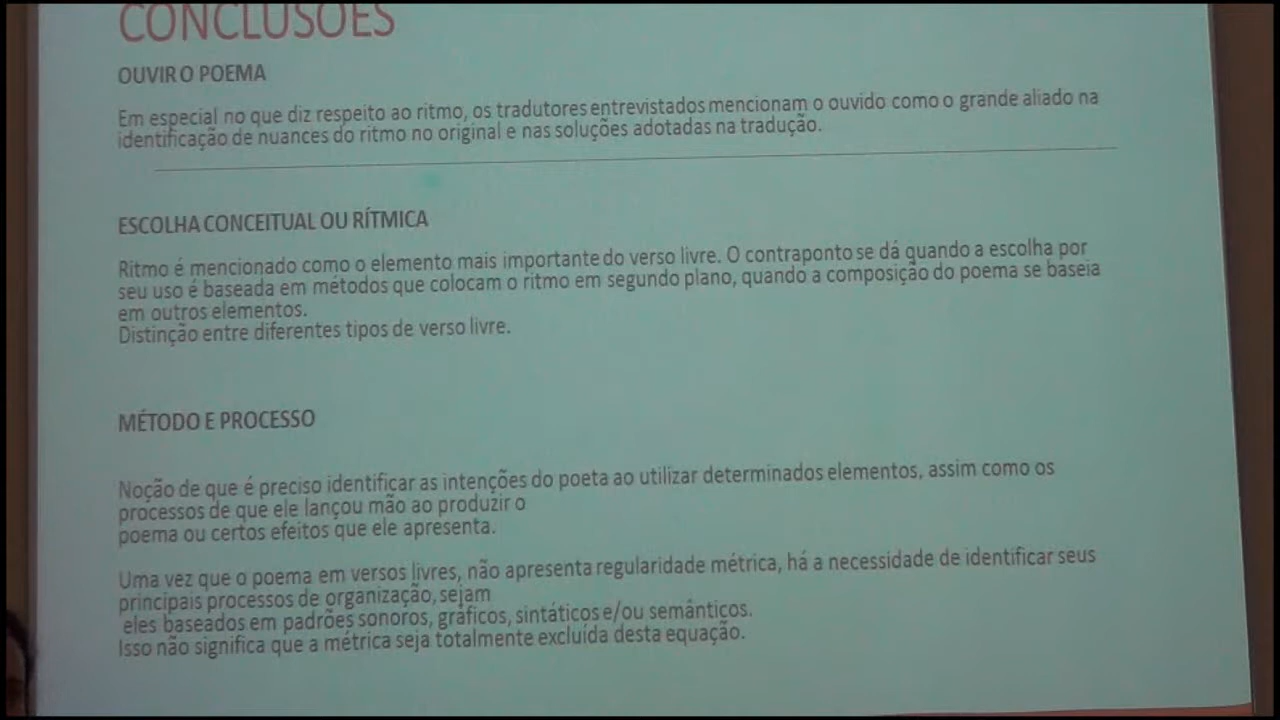 CONCLUSÕES
OUVIR O POEMA
Em especial no que diz respeito ao ritmo, os tradutores entrevistados mencionam o ouvido como o grande aliado na
identificação de nuances do ritmo no original e nas soluções adotadas na tradução.
ESCOLHA CONCEITUAL OU RÍTMICA
Ritmo é mencionado como o elemento mais importante do verso livre. O contraponto se dá quando a escolha por
seu uso é baseada em métodos que colocam o ritmo em segundo plano, quando a composição do poema se baseia
em outros elementos.
Distinção entre diferentes tipos de verso livre.
MÉTODO E PROCESSO
Noção de que é preciso identificar as intenções do poeta ao utilizar determinados elementos, assim como os
processos de que ele lançou mão ao produzir o
poema ou certos efeitos que ele apresenta.
Uma vez que o poema em versos livres, não apresenta regularidade métrica, há a necessidade de identificar seus
principais processos de organização, sejam
eles baseados em padrões sonoros, gráficos, sintáticos e/ou semânticos.
Isso não significa que a métrica seja totalmente excluída desta equação.